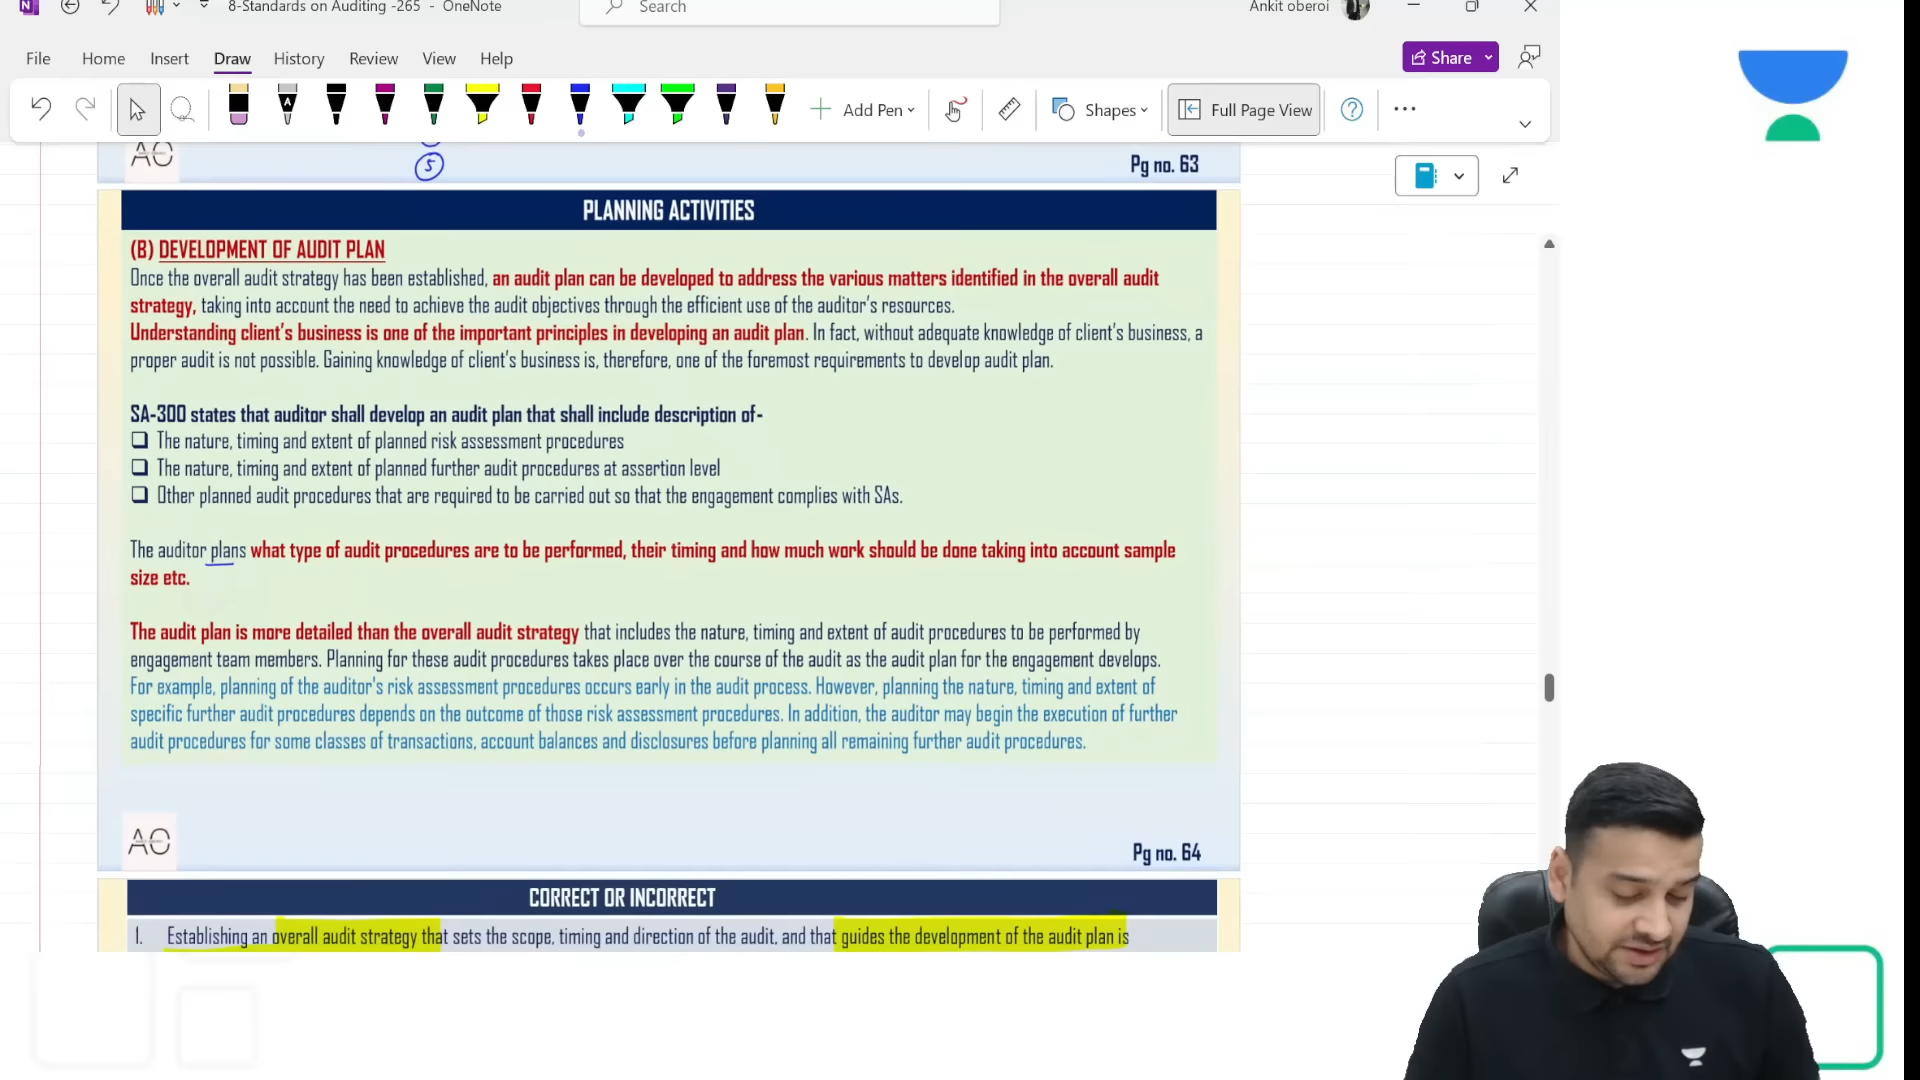 8-Standards on Auditing -265 - OneNote
Search
Ankit oberoi
File Home Insert Draw History Review View Help
Share
A
Add Pen
Shapes
Full Page View
AO
5
Pg no. 63
PLANNING ACTIVITIES
(B) DEVELOPMENT OF AUDIT PLAN
Once the overall audit strategy has been established, an audit plan can be developed to address the various matters identified in the overall audit
strategy, taking into account the need to achieve the audit objectives through the efficient use of the auditor's resources.
Understanding client's business is one of the important principles in developing an audit plan. In fact, without adequate knowledge of client's business, a
proper audit is not possible. Gaining knowledge of client's business is, therefore, one of the foremost requirements to develop audit plan.
SA-300 states that auditor shall develop an audit plan that shall include description of-
The nature, timing and extent of planned risk assessment procedures
The nature, timing and extent of planned further audit procedures at assertion level
Other planned audit procedures that are required to be carried out so that the engagement complies with SAs.
The auditor plans what type of audit procedures are to be performed, their timing and how much work should be done taking into account sample
size etc.
The audit plan is more detailed than the overall audit strategy that includes the nature, timing and extent of audit procedures to be performed by
engagement team members. Planning for these audit procedures takes place over the course of the audit as the audit plan for the engagement develops.
For example, planning of the auditor's risk assessment procedures occurs early in the audit process. However, planning the nature, timing and extent of
specific further audit procedures depends on the outcome of those risk assessment procedures. In addition, the auditor may begin the execution of further
audit procedures for some classes of transactions, account balances and disclosures before planning all remaining further audit procedures.
AO
Pg no. 64
CORRECT OR INCORRECT
1. Establishing an overall audit strategy that sets the scope, timing and direction of the audit, and that guides the development of the audit plan is